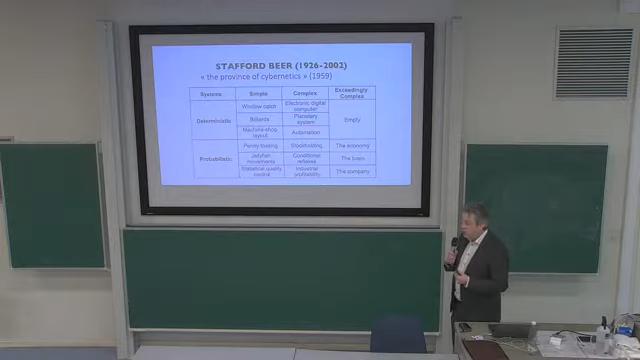 STAFFORD BEER (1926-2002)
« the province of cybernetics » (1959)
Systems Simple Complex Exceedingly Complex
Deterministic Window catch Electronic digital computer Empty
Billiards Planetary system
Machine-shop layout Automation
Probabilistic Penny tossing Stockholding The economy
Jellyfish movements Conditioned reflexes The brain
Statistical quality control Industrial profitability The company